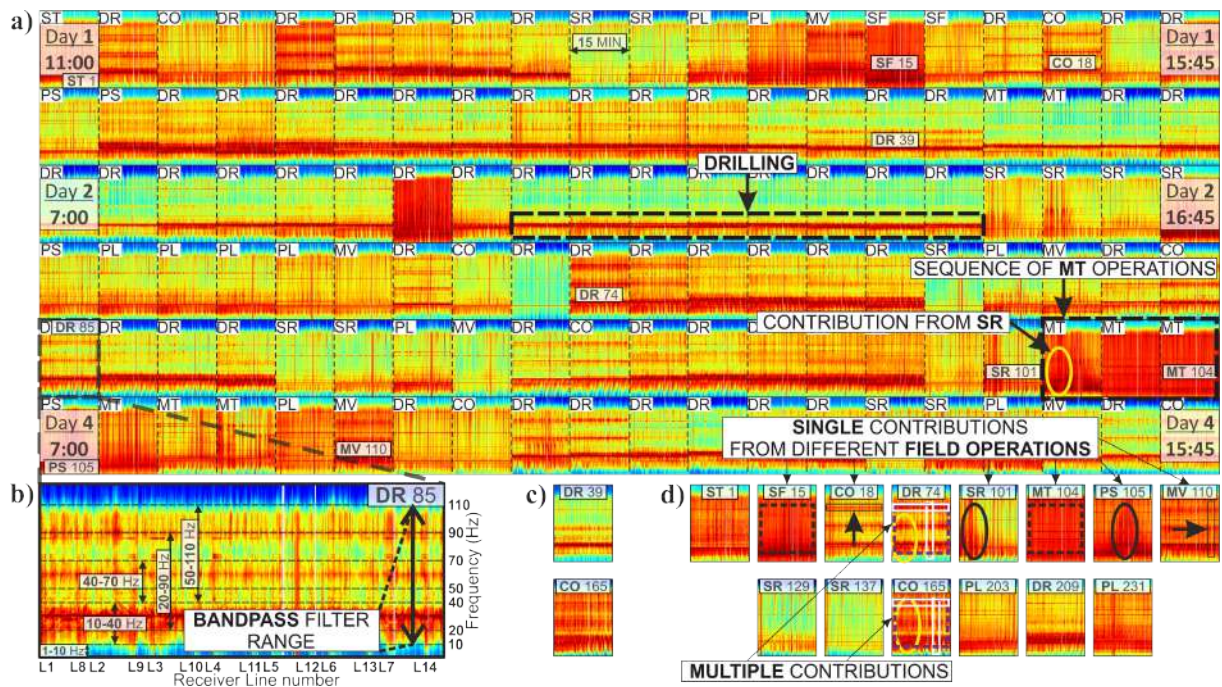 a)
ST DR CO DR DR DR DR DR DR SR SR PL PL MV SF SF DR CO DR DR
Day 1
11:00
ST 1
15 MIN
SF 15
CO 18
Day 1
15:45
PS PS DR DR DR DR DR DR DR DR DR DR DR DR DR DR MT MT DR DR
DR 39
DRILLING
DR DR DR DR DR DR DR DR DR DR DR DR DR DR DR DR SR SR SR SR
Day 2
7:00
Day 2
16:45
PS PL PL PL PL MV DR CO DR DR DR DR DR DR DR SR PL MV DR CO
DR 74
SEQUENCE OF MT OPERATIONS
DR 85 DR DR DR SR SR PL MV DR CO DR DR
CONTRIBUTION FROM SR
MT MT MT
SR 101
MT 104
PS MT MT MT PL MV DR CO DR DR DR DR DR DR SR SR PL MV DR CO
Day 4
7:00
PS 105
MV 110
SINGLE CONTRIBUTIONS
FROM DIFFERENT FIELD OPERATIONS
Day 4
15:45
b)
DR 85
110
90
70
50
40
20
10
Frequency (Hz)
50-110 Hz
20-90 Hz
40-70 Hz
10-40 Hz
1-10 Hz
BANDPASS FILTER
RANGE
L1 L8 L2 L9 L3 L10 L4 L11 L5 L12 L6 L13 L7 L14
Receiver Line number
c)
DR 39
CO 165
d)
ST 1 SF 15 CO 18 DR 74 SR 101 MT 104 PS 105 MV 110
SR 129 SR 137 CO 165 PL 203 DR 209 PL 231
MULTIPLE CONTRIBUTIONS